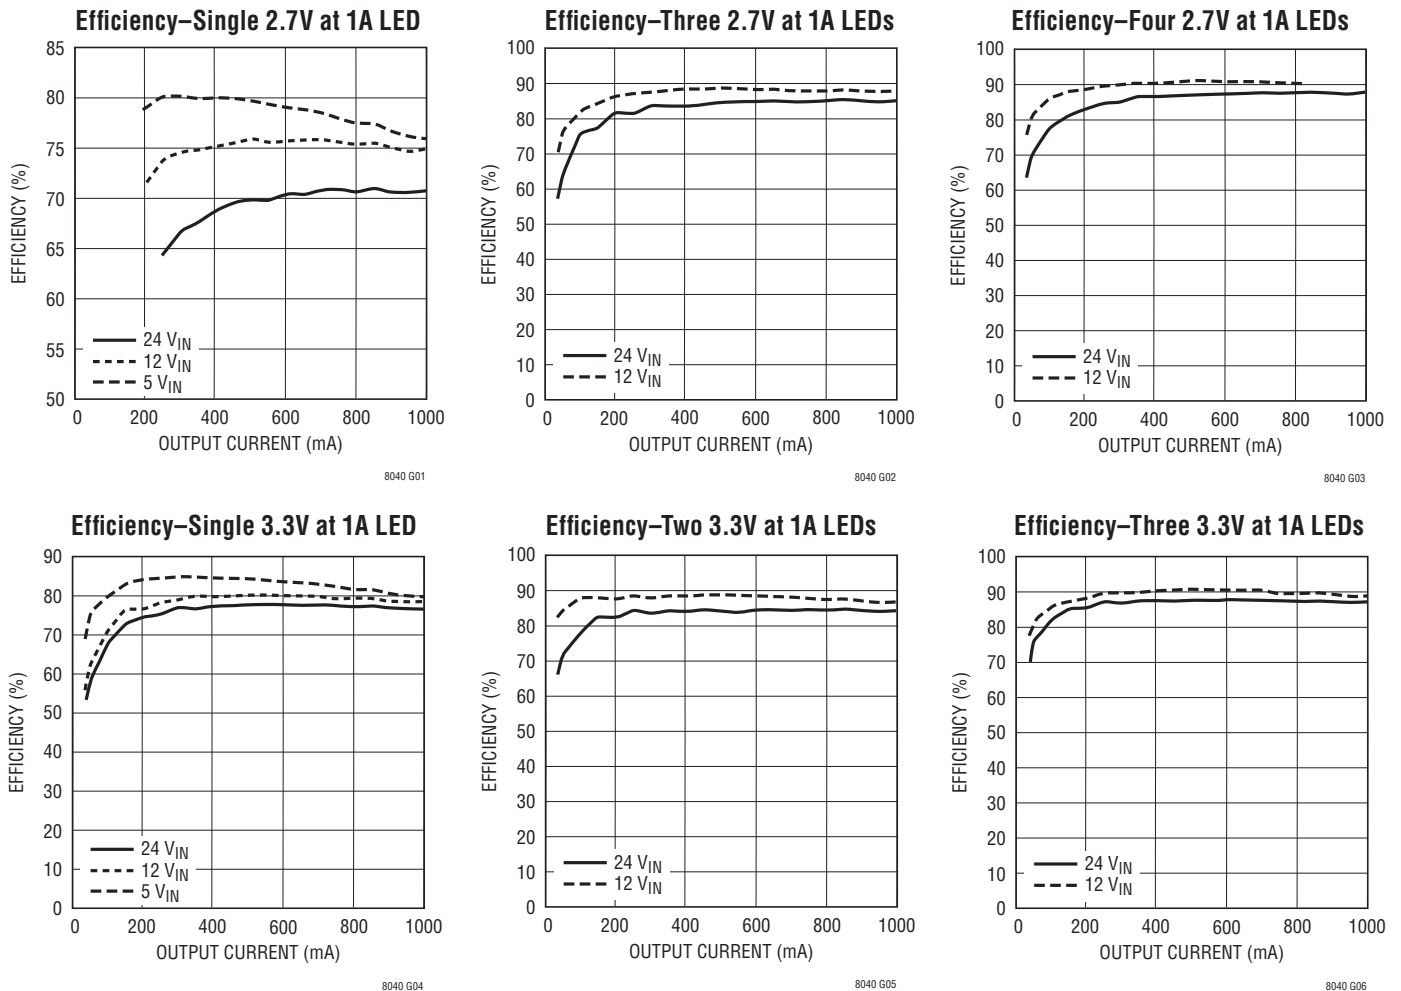 Efficiency–Single 2.7V at 1A LED
EFFICIENCY (%)
85
80
75
70
65
60
55
50
24 VIN
12 VIN
5 VIN
0 200 400 600 800 1000
OUTPUT CURRENT (mA)
8040 G01
Efficiency–Three 2.7V at 1A LEDs
EFFICIENCY (%)
100
90
80
70
60
50
40
30
20
10
0
24 VIN
12 VIN
0 200 400 600 800 1000
OUTPUT CURRENT (mA)
8040 G02
Efficiency–Four 2.7V at 1A LEDs
EFFICIENCY (%)
100
90
80
70
60
50
40
30
20
10
0
24 VIN
12 VIN
0 200 400 600 800 1000
OUTPUT CURRENT (mA)
8040 G03
Efficiency–Single 3.3V at 1A LED
EFFICIENCY (%)
90
80
70
60
50
40
30
20
10
0
24 VIN
12 VIN
5 VIN
0 200 400 600 800 1000
OUTPUT CURRENT (mA)
8040 G04
Efficiency–Two 3.3V at 1A LEDs
EFFICIENCY (%)
100
90
80
70
60
50
40
30
20
10
0
24 VIN
12 VIN
0 200 400 600 800 1000
OUTPUT CURRENT (mA)
8040 G05
Efficiency–Three 3.3V at 1A LEDs
EFFICIENCY (%)
100
90
80
70
60
50
40
30
20
10
0
24 VIN
12 VIN
0 200 400 600 800 1000
OUTPUT CURRENT (mA)
8040 G06